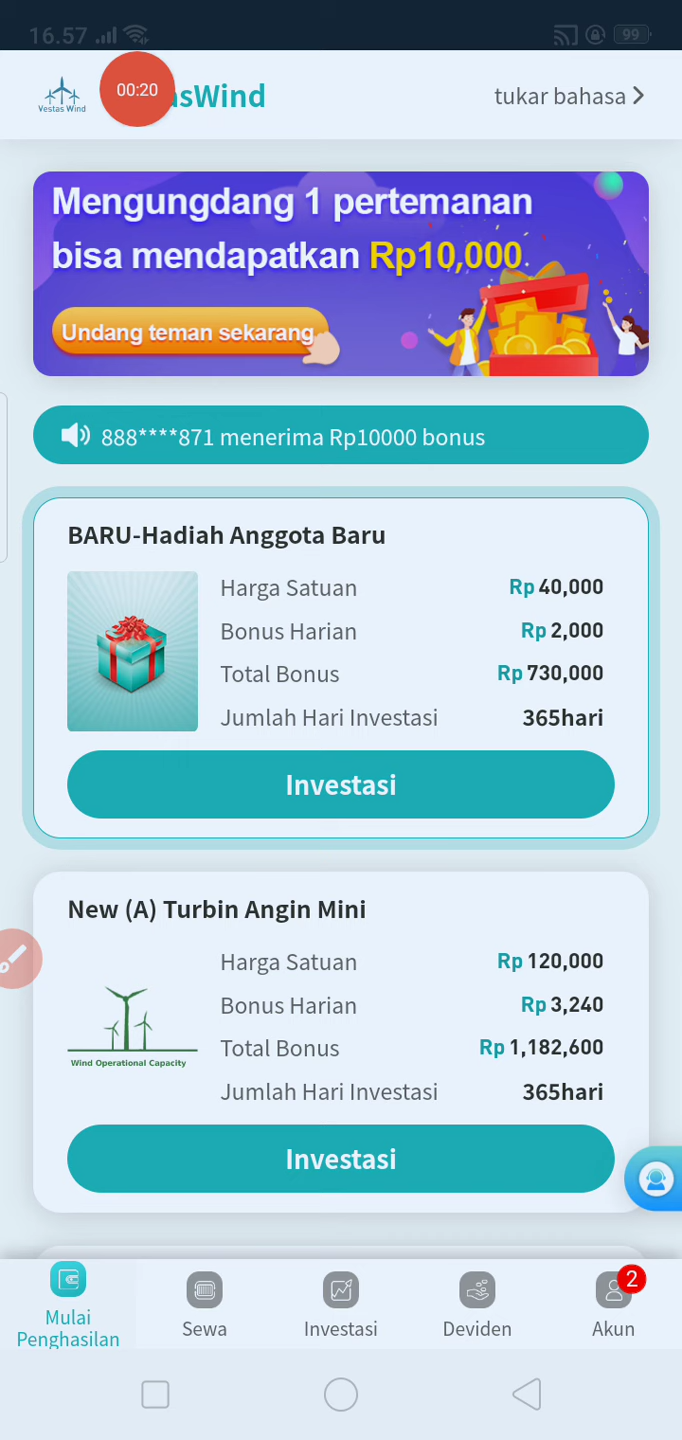 16.57
99
Vestas Wind
00:20
asWind
tukar bahasa
Mengungdang 1 pertemanan
bisa mendapatkan Rp10,000
Undang teman sekarang
888****871 menerima Rp10000 bonus
BARU-Hadiah Anggota Baru
Harga Satuan Rp 40,000
Bonus Harian Rp 2,000
Total Bonus Rp 730,000
Jumlah Hari Investasi 365hari
Investasi
New (A) Turbin Angin Mini
Wind Operational Capacity
Harga Satuan Rp 120,000
Bonus Harian Rp 3,240
Total Bonus Rp 1,182,600
Jumlah Hari Investasi 365hari
Investasi
Mulai
Penghasilan
Sewa
Investasi
Deviden
2
Akun